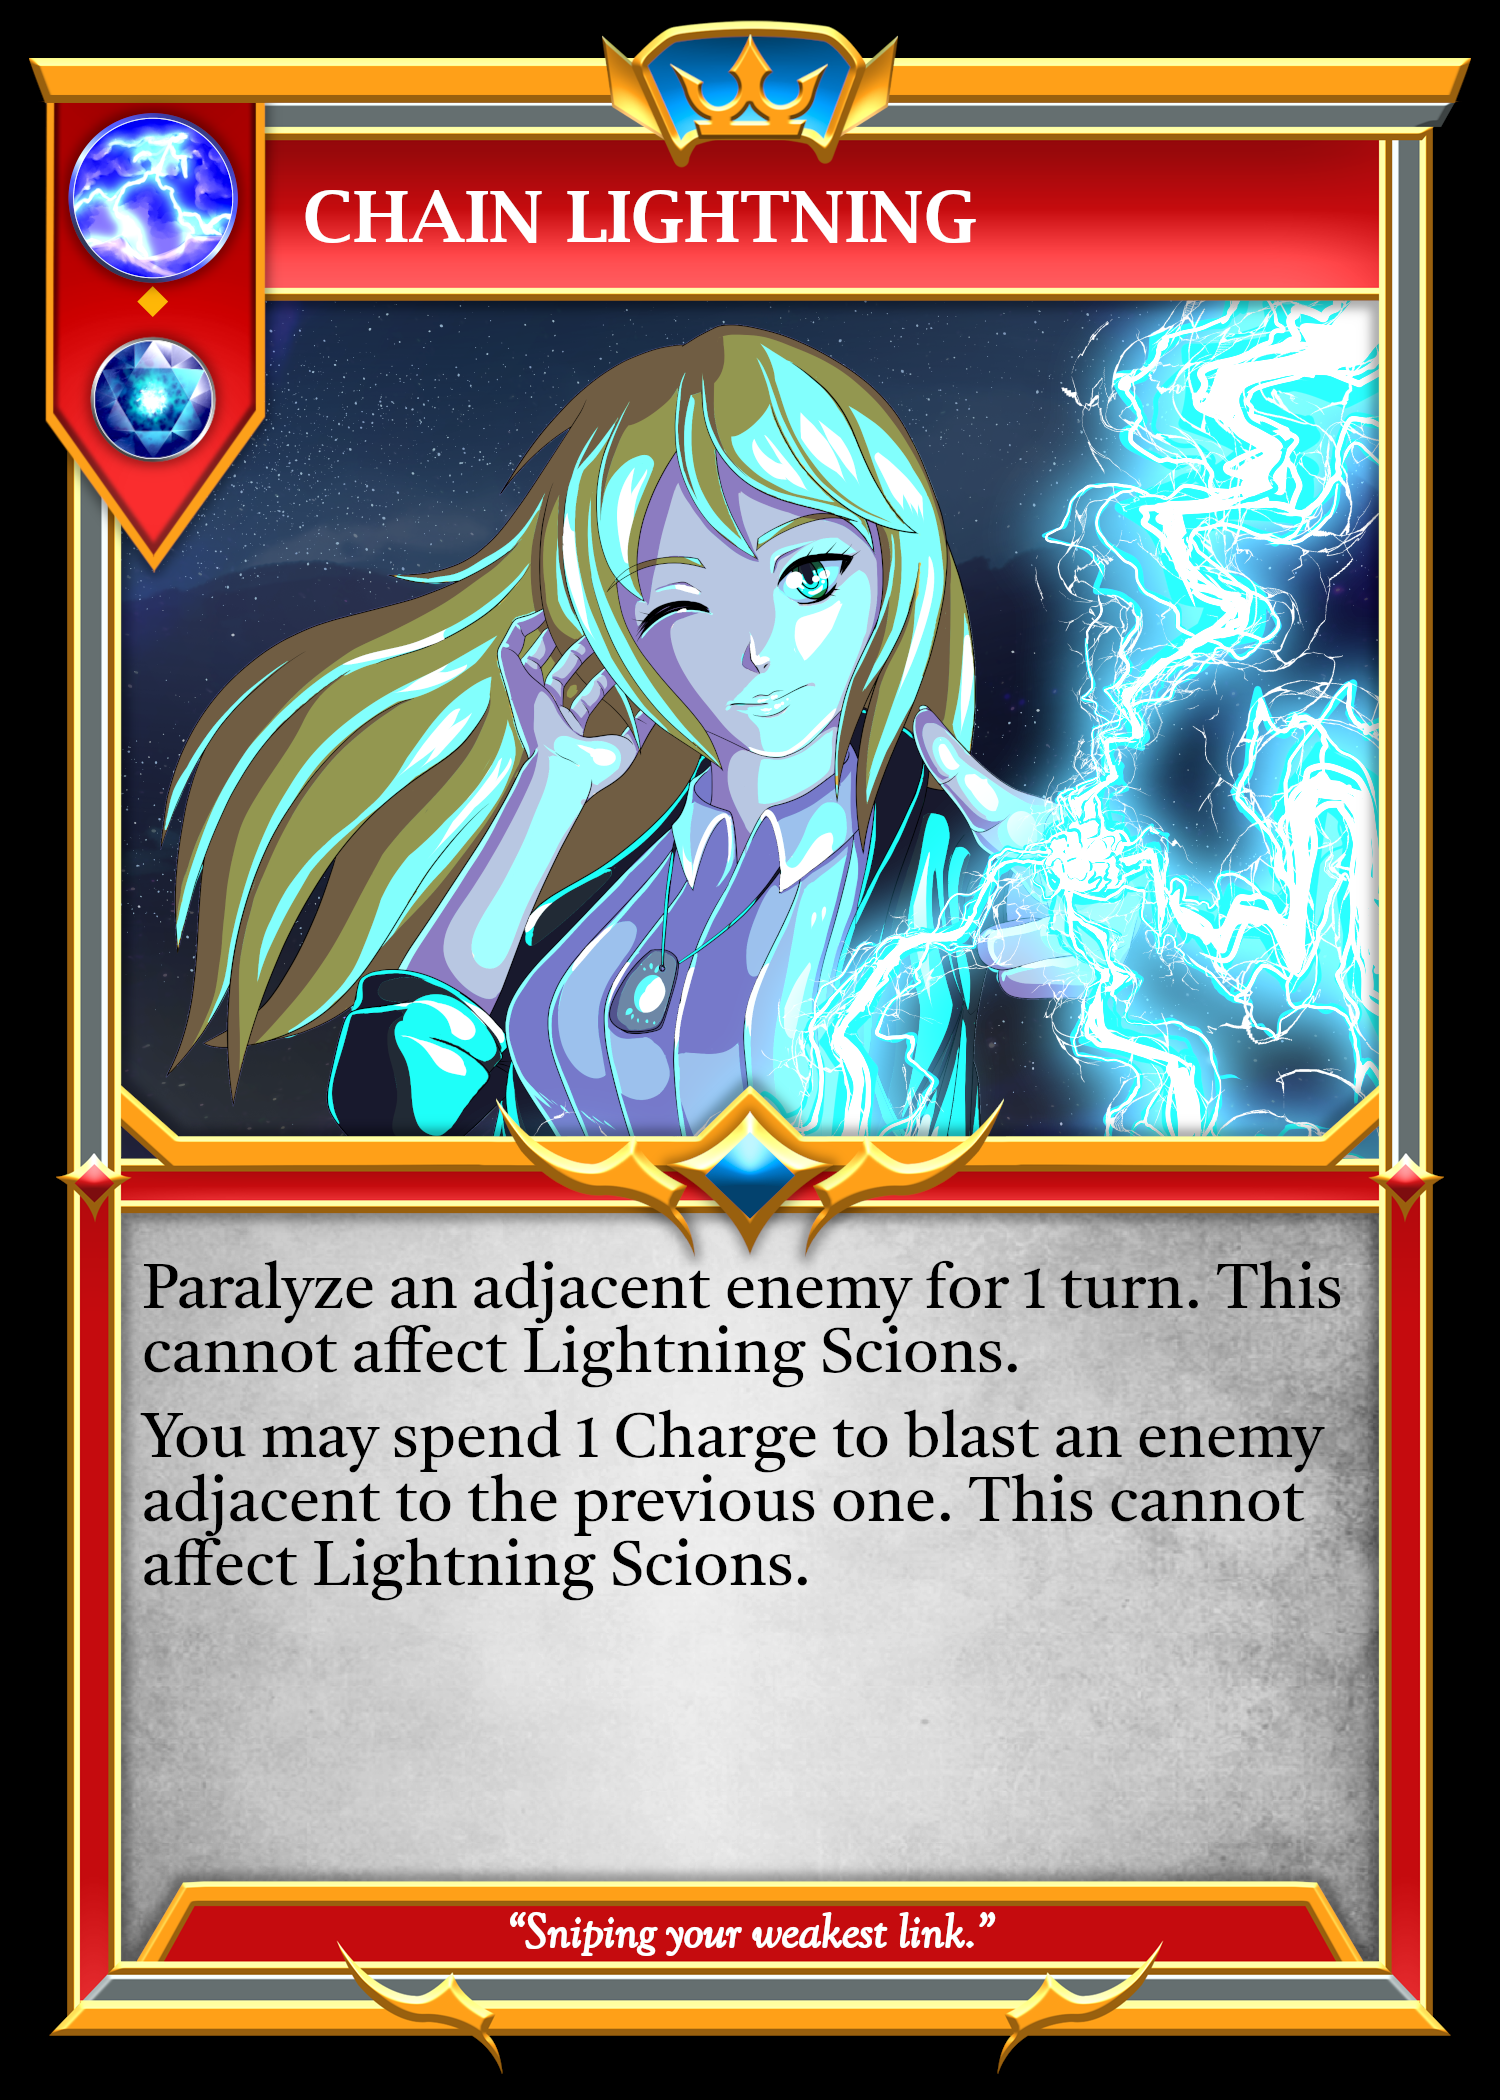 CHAIN LIGHTNING
Paralyze an adjacent enemy for 1 turn. This
cannot affect Lightning Scions.
You may spend 1 Charge to blast an enemy
adjacent to the previous one. This cannot
affect Lightning Scions.
“Sniping your weakest link.”